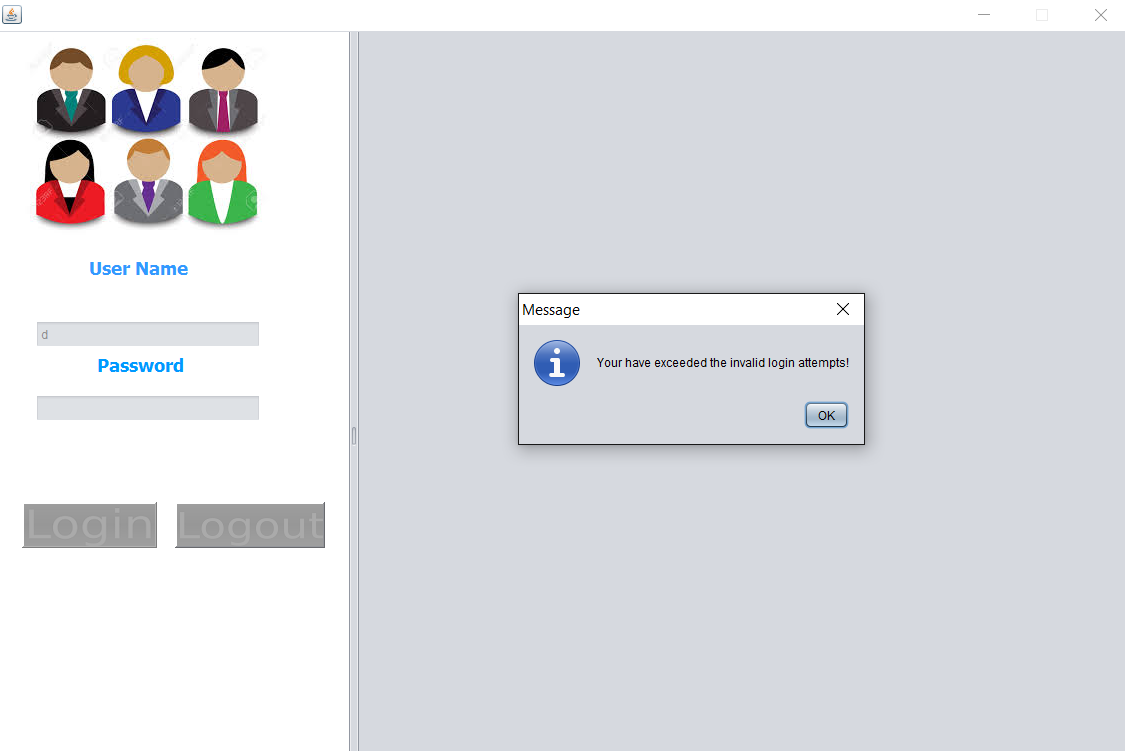 User Name
d
Password
Login Logout
Message
Your have exceeded the invalid login attempts!
OK